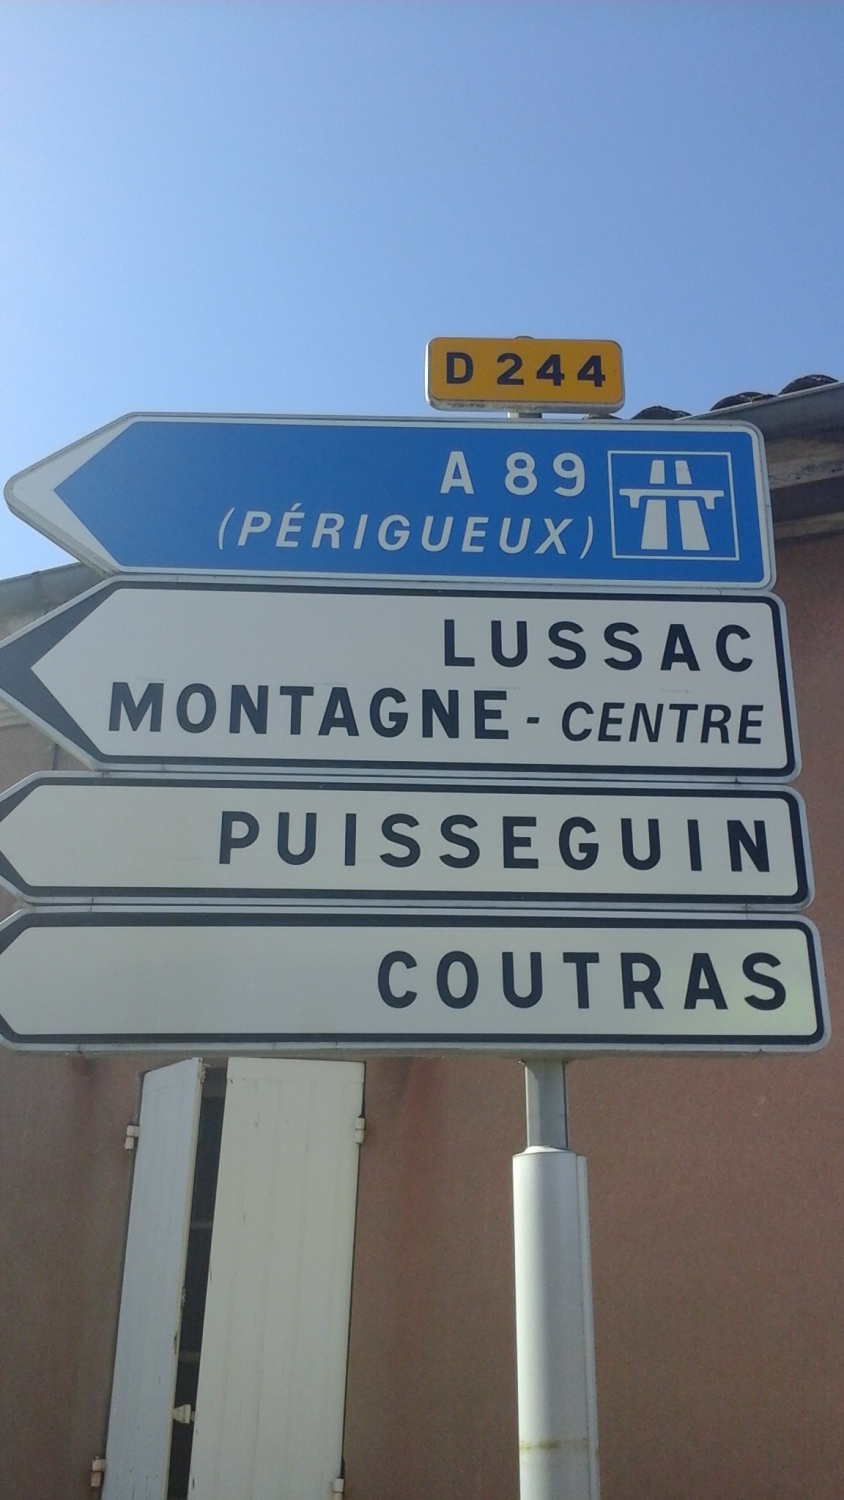 D 244
A 89
(PÉRIGUEUX)
LUSSAC
MONTAGNE - CENTRE
PUISSEGUIN
COUTRAS